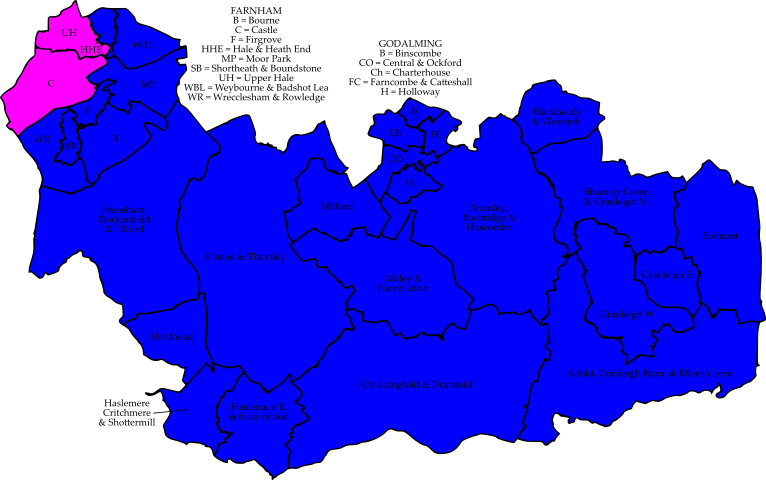 FARNHAM
B = Bourne
C = Castle
F = Firgrove
HHE = Hale & Heath End
MP = Moor Park
SB = Shortheath & Boundstone
UH = Upper Hale
WBL = Weybourne & Badshot Lea
WR = Wrecclesham & Rowledge
GODALMING
B = Binscombe
CO = Central & Ockford
Ch = Charterhouse
FC = Farncombe & Catteshall
H = Holloway
UH
HHE
WBL
C
MP
F
WR
SB
B
B
Ch
FC
CO
H
Blackheath
& Wonersh
Shamley Green
& Cranleigh N
Ewhurst
Milford
Bramley,
Busbridge &
Hascombe
Frensham,
Dockenfield
& Tilford
Elstead & Thursley
Witley &
Hambledon
Cranleigh E
Cranleigh W
Hindhead
Alfold, Cranleigh Rural & Ellens Green
Chiddingfold & Dunsfold
Haslemere
Critchmere
& Shottermill
Haslemere E
& Grayswood